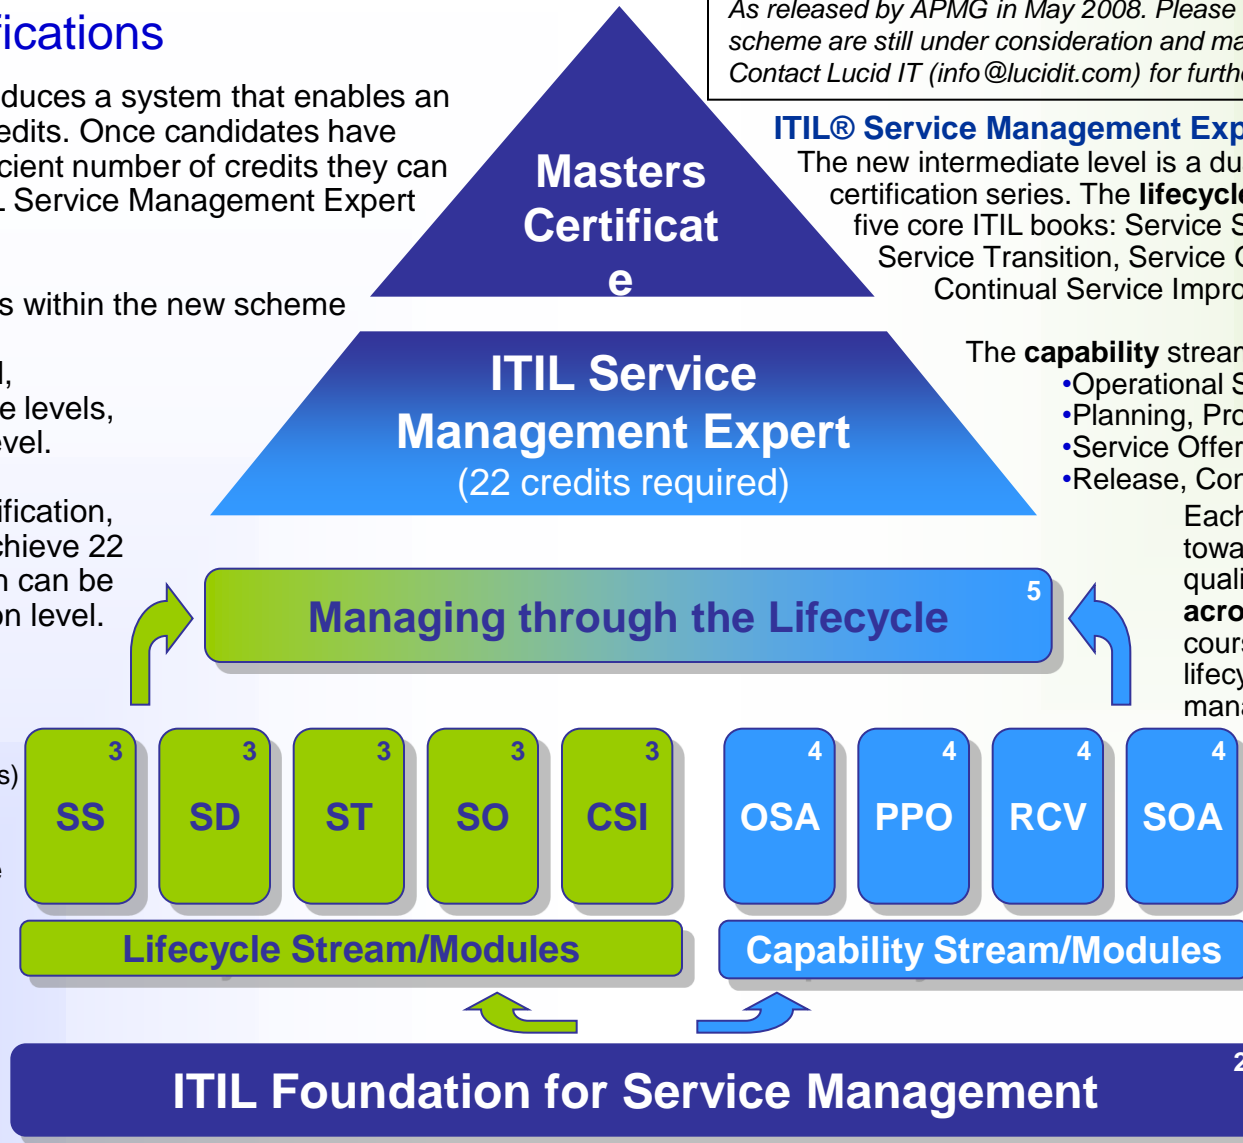 fications
duces a system that enables an
edits. Once candidates have
cient number of credits they can
L Service Management Expert
s within the new scheme
l,
e levels,
evel.
ification,
chieve 22
h can be
on level.
s)
e
As released by APMG in May 2008. Please
scheme are still under consideration and ma
Contact Lucid IT (info@lucidit.com) for furthe
ITIL® Service Management Exp
The new intermediate level is a du
certification series. The lifecycle
five core ITIL books: Service S
Service Transition, Service O
Continual Service Impro
The capability stream
•Operational S
•Planning, Pro
•Service Offer
•Release, Con
Each
towa
quali
acro
cours
lifecy
mana
Masters
Certificat
e
ITIL Service
Management Expert
(22 credits required)
Managing through the Lifecycle 5
3 3 3 3 3 4 4 4 4
SS SD ST SO CSI OSA PPO RCV SOA
Lifecycle Stream/Modules
Capability Stream/Modules
ITIL Foundation for Service Management 2